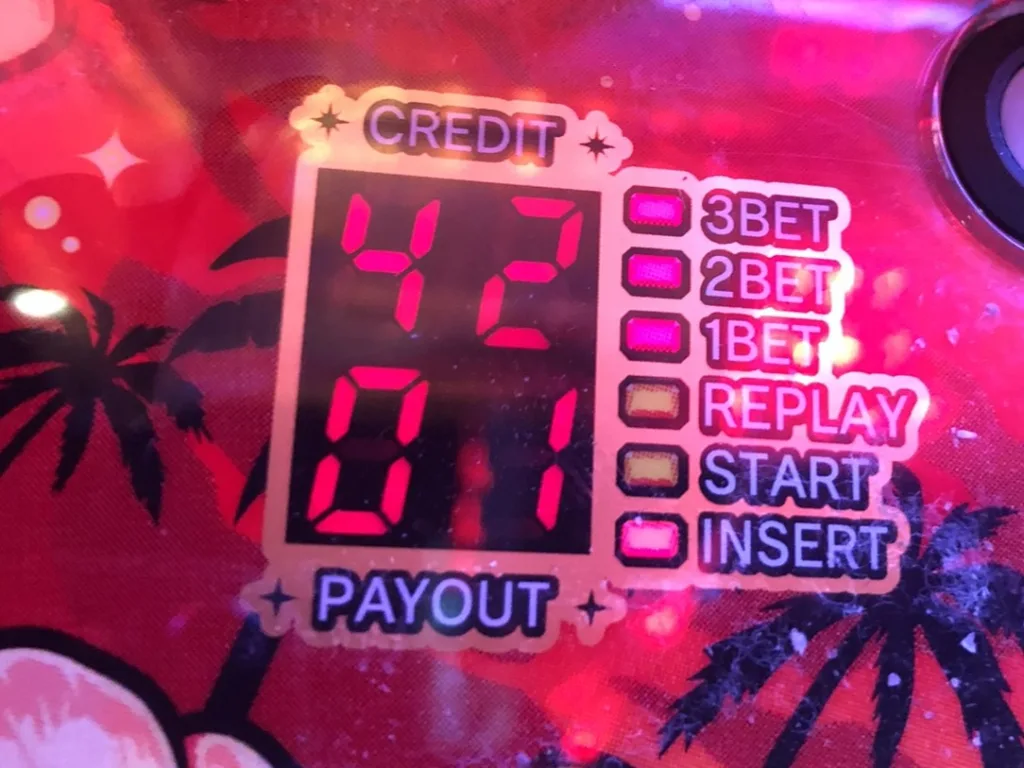 CREDIT
42
01
PAYOUT
3BET
2BET
1BET
REPLAY
START
INSERT